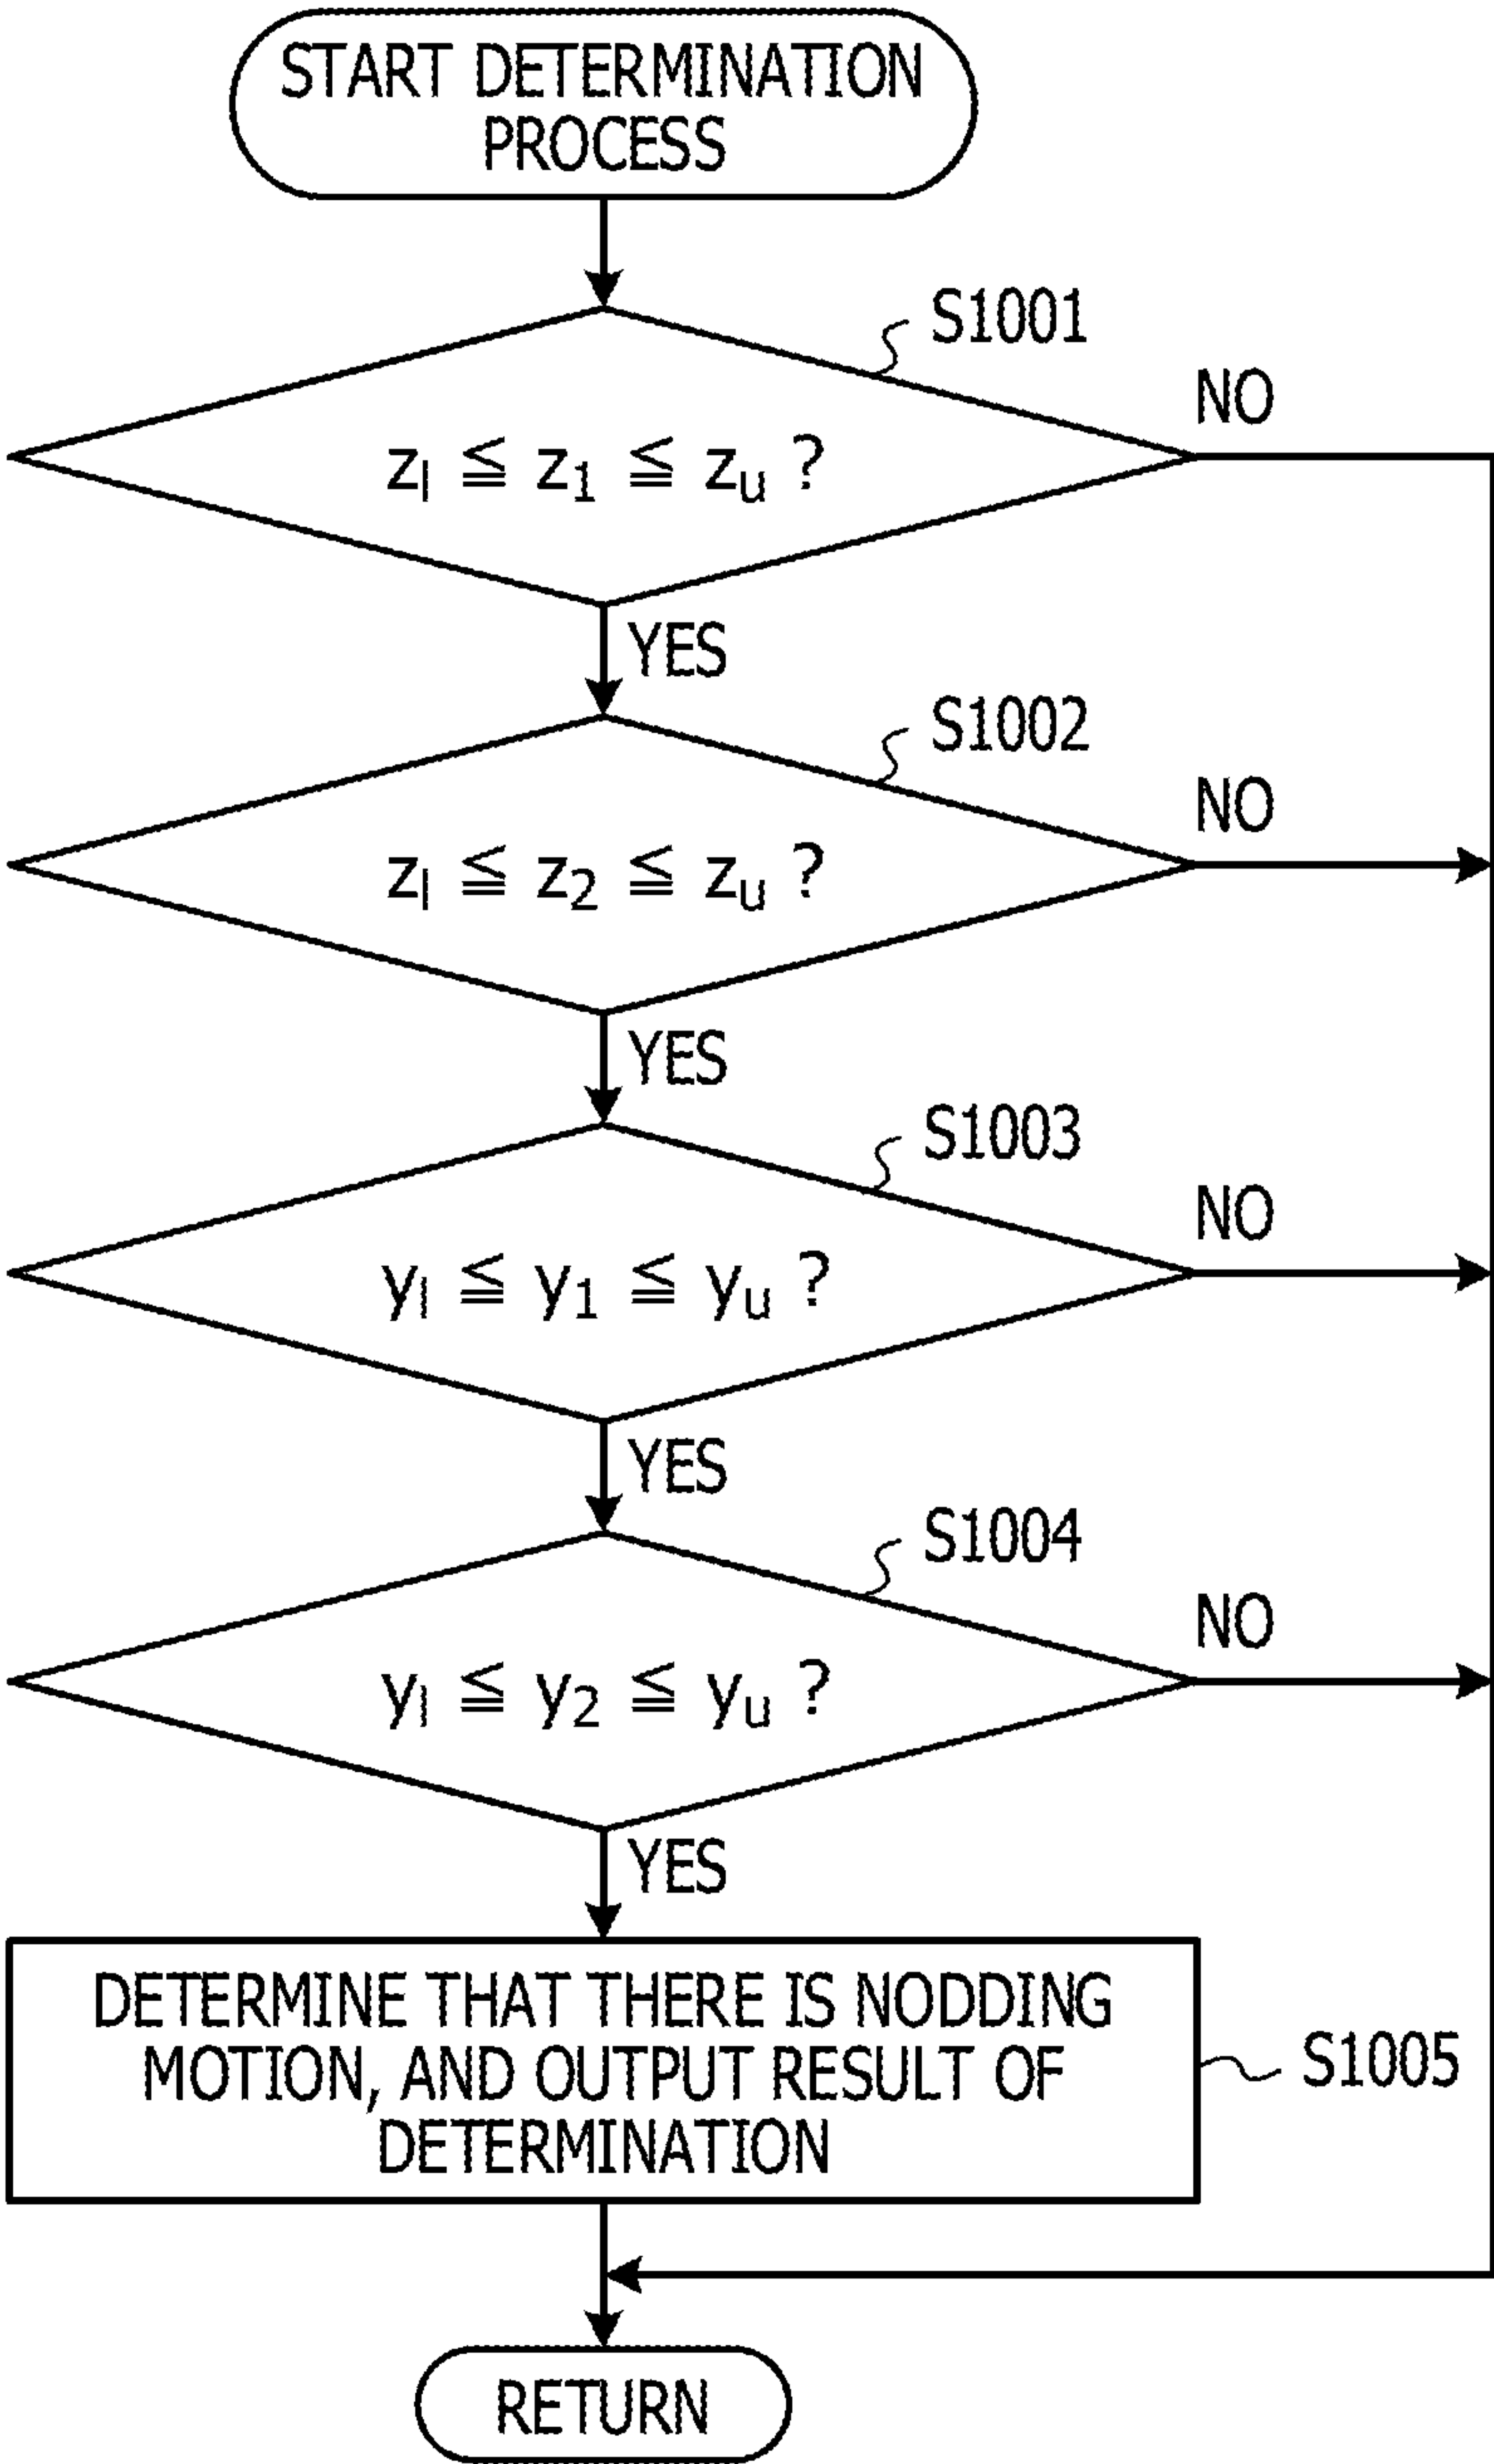 START DETERMINATION
PROCESS
S1001
NO
z_l ≦ z_1 ≦ z_u ?
YES
S1002
NO
z_l ≦ z_2 ≦ z_u ?
YES
S1003
NO
y_l ≦ y_1 ≦ y_u ?
YES
S1004
NO
y_l ≦ y_2 ≦ y_u ?
YES
DETERMINE THAT THERE IS NODDING
MOTION, AND OUTPUT RESULT OF
DETERMINATION
S1005
RETURN